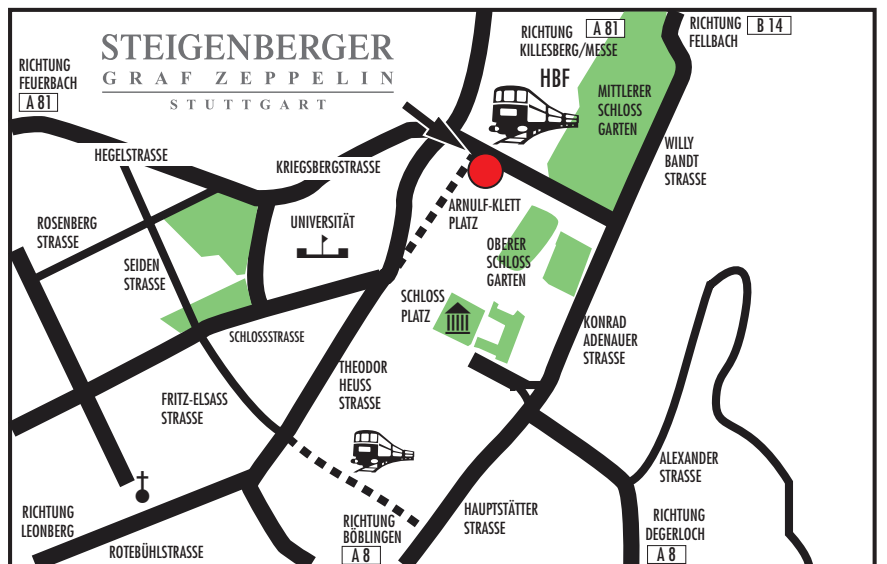 STEIGENBERGER
GRAF ZEPPELIN
STUTTGART
RICHTUNG
FEUERBACH
A 81
RICHTUNG
A 81
KILLESBERG/MESSE
RICHTUNG
B 14
FELLBACH
HBF
MITTLERER
SCHLOSS
GARTEN
WILLY
BANDT
STRASSE
HEGELSTRASSE
KRIEGSBERGSTRASSE
ARNULF-KLETT
PLATZ
ROSENBERG
STRASSE
UNIVERSITÄT
OBERER
SCHLOSS
GARTEN
SEIDEN
STRASSE
SCHLOSS
PLATZ
SCHLOSSSTRASSE
KONRAD
ADENAUER
STRASSE
THEODOR
HEUSS
STRASSE
FRITZ-ELSASS
STRASSE
ALEXANDER
STRASSE
RICHTUNG
LEONBERG
ROTEBÜHLSTRASSE
RICHTUNG
BÖBLINGEN
A 8
HAUPTSTÄTTER
STRASSE
RICHTUNG
DEGERLOCH
A 8